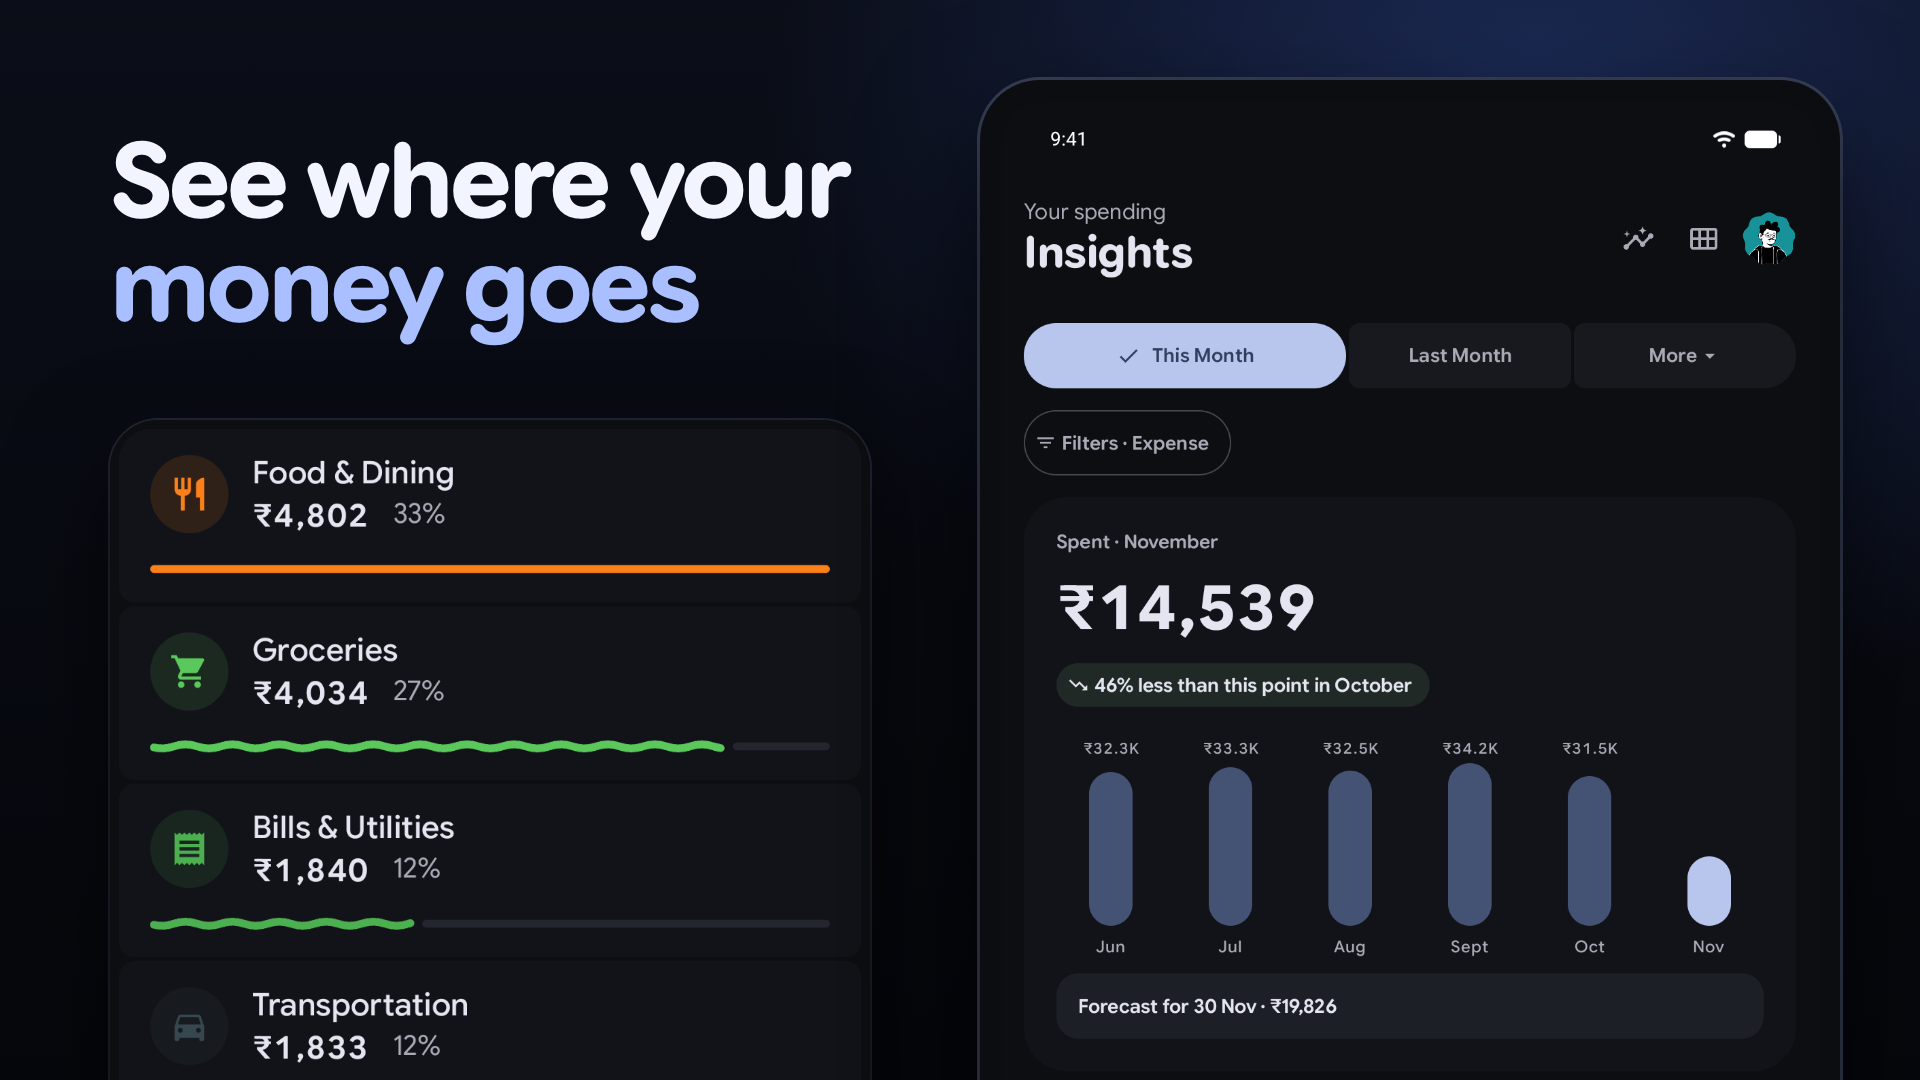 See where your
money goes
Food & Dining
₹4,802 33%
Groceries
₹4,034 27%
Bills & Utilities
₹1,840 12%
Transportation
₹1,833 12%
9:41
Your spending
Insights
This Month
Last Month
More
Filters · Expense
Spent · November
₹14,539
46% less than this point in October
₹32.3K ₹33.3K ₹32.5K ₹34.2K ₹31.5K
Jun Jul Aug Sept Oct Nov
Forecast for 30 Nov · ₹19,826